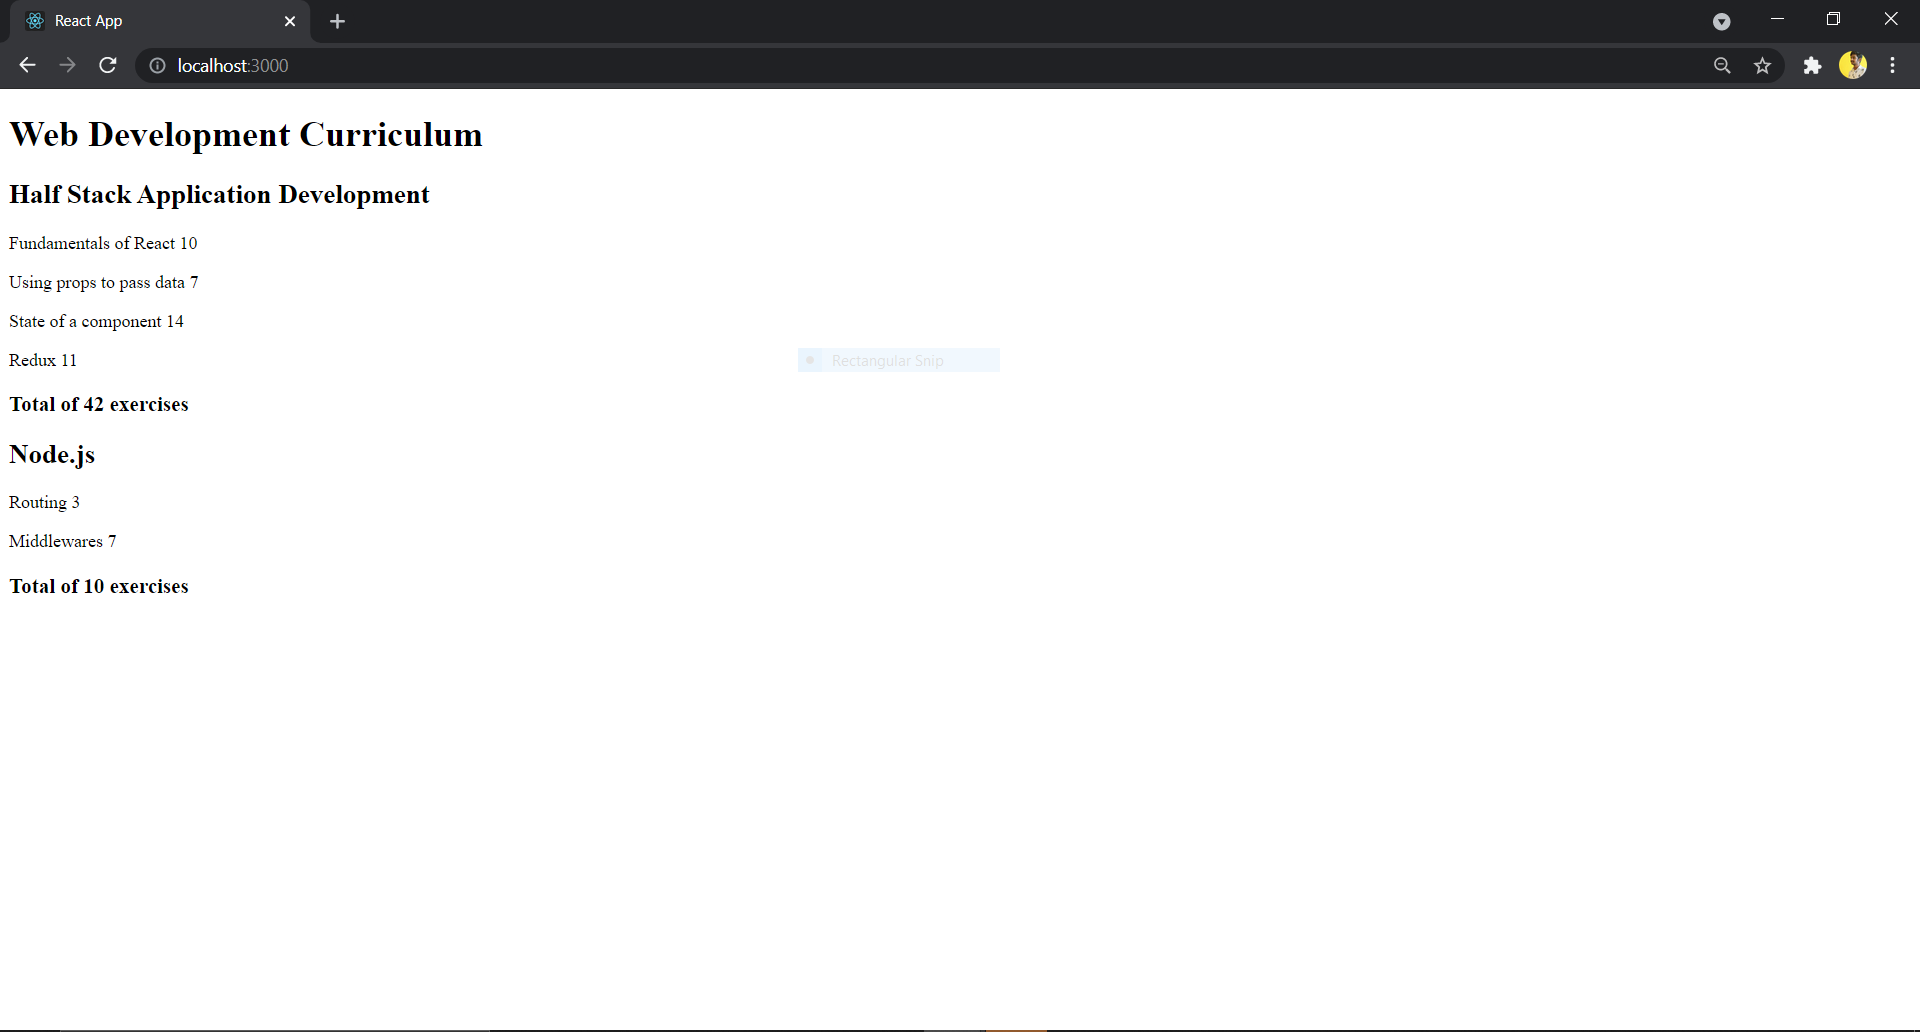 React App
localhost:3000
Web Development Curriculum
Half Stack Application Development
Fundamentals of React 10
Using props to pass data 7
State of a component 14
Redux 11
Rectangular Snip
Total of 42 exercises
Node.js
Routing 3
Middlewares 7
Total of 10 exercises